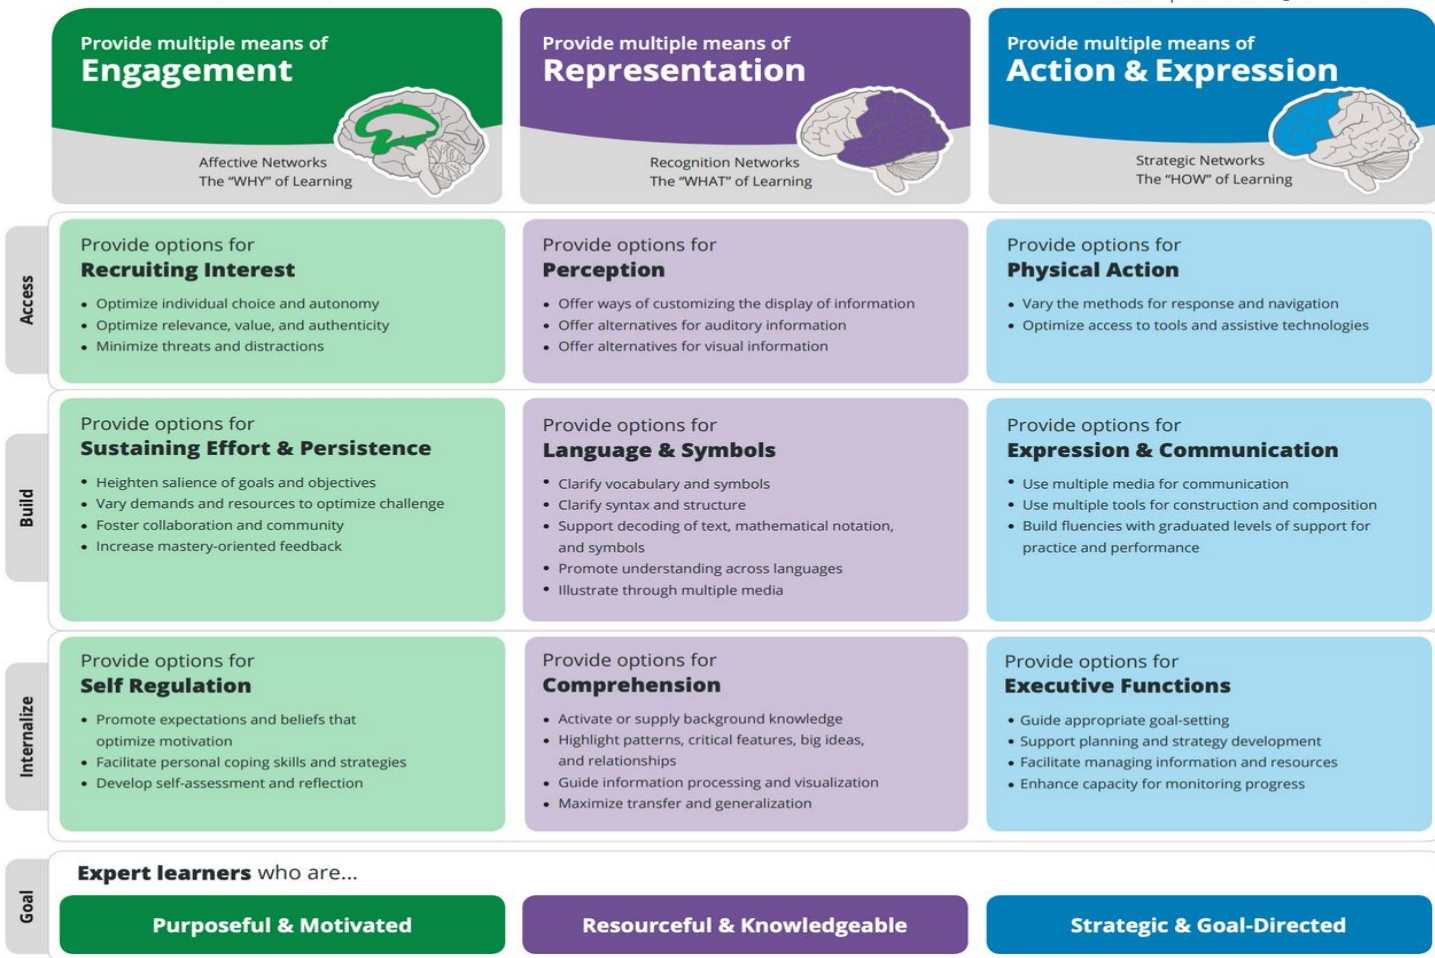 Provide multiple means of
Engagement
Affective Networks
The “WHY” of Learning
Provide multiple means of
Representation
Recognition Networks
The “WHAT” of Learning
Provide multiple means of
Action & Expression
Strategic Networks
The “HOW” of Learning
Access
Provide options for
Recruiting Interest
• Optimize individual choice and autonomy
• Optimize relevance, value, and authenticity
• Minimize threats and distractions
Provide options for
Perception
• Offer ways of customizing the display of information
• Offer alternatives for auditory information
• Offer alternatives for visual information
Provide options for
Physical Action
• Vary the methods for response and navigation
• Optimize access to tools and assistive technologies
Build
Provide options for
Sustaining Effort & Persistence
• Heighten salience of goals and objectives
• Vary demands and resources to optimize challenge
• Foster collaboration and community
• Increase mastery-oriented feedback
Provide options for
Language & Symbols
• Clarify vocabulary and symbols
• Clarify syntax and structure
• Support decoding of text, mathematical notation,
and symbols
• Promote understanding across languages
• Illustrate through multiple media
Provide options for
Expression & Communication
• Use multiple media for communication
• Use multiple tools for construction and composition
• Build fluencies with graduated levels of support for
practice and performance
Internalize
Provide options for
Self Regulation
• Promote expectations and beliefs that
optimize motivation
• Facilitate personal coping skills and strategies
• Develop self-assessment and reflection
Provide options for
Comprehension
• Activate or supply background knowledge
• Highlight patterns, critical features, big ideas,
and relationships
• Guide information processing and visualization
• Maximize transfer and generalization
Provide options for
Executive Functions
• Guide appropriate goal-setting
• Support planning and strategy development
• Facilitate managing information and resources
• Enhance capacity for monitoring progress
Goal
Expert learners who are...
Purposeful & Motivated
Resourceful & Knowledgeable
Strategic & Goal-Directed